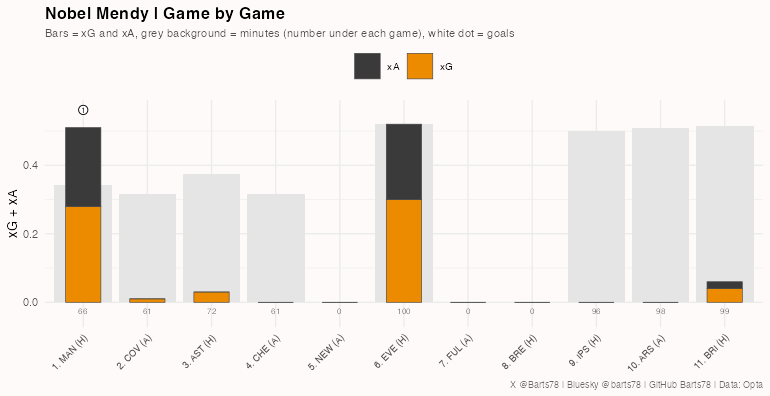 Nobel Mendy | Game by Game
Bars = xG and xA, grey background = minutes (number under each game), white dot = goals
xA xG
1
xG + xA
0.4
0.2
0.0
66 61 72 61 0 100 0 0 96 98 99
1. MAN (H) 2. COV (A) 3. AST (H) 4. CHE (A) 5. NEW (A) 6. EVE (H) 7. FUL (A) 8. BRE (H) 9. IPS (H) 10. ARS (A) 11. BRI (H)
X @Barts78 | Bluesky @barts78 | GitHub Barts78 | Data: Opta